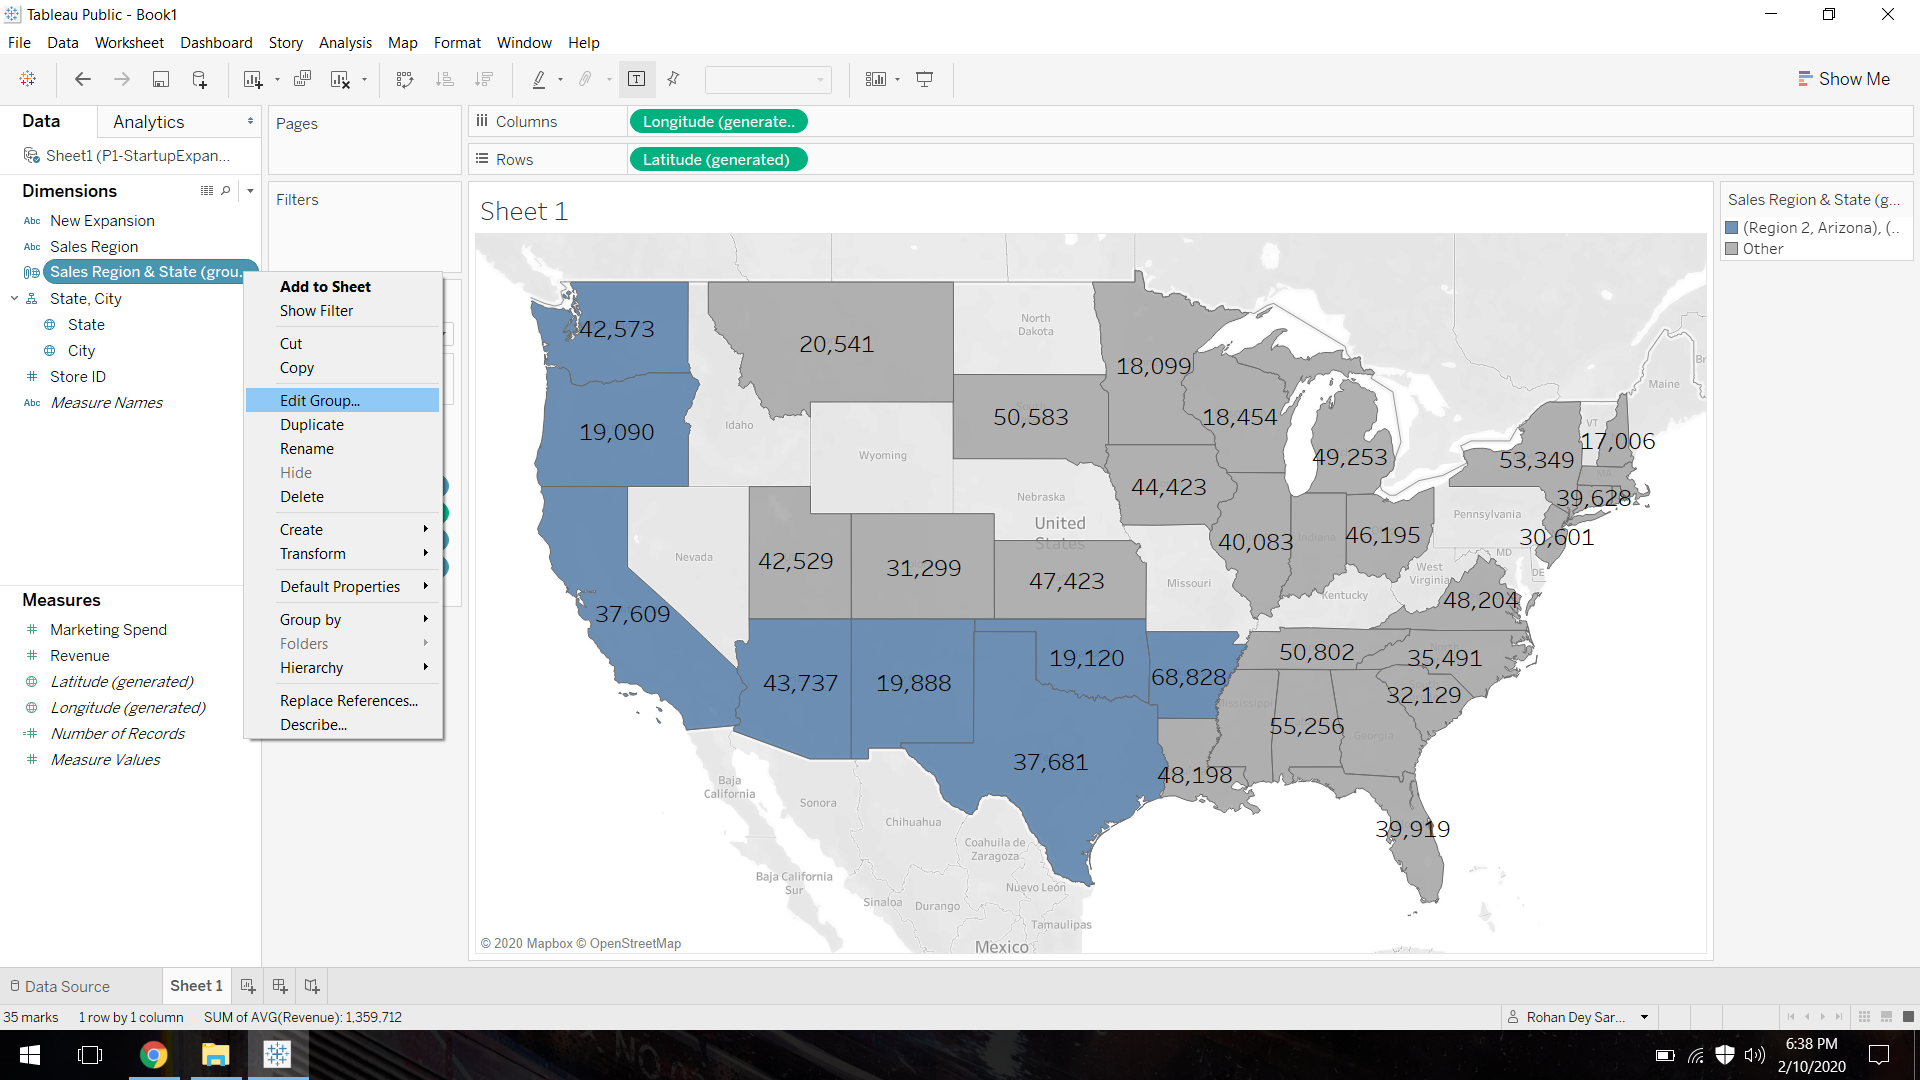 Tableau Public - Book1
File Data Worksheet Dashboard Story Analysis Map Format Window Help
Show Me
Data Analytics
Sheet1 (P1-StartupExpan...
Dimensions
Abc New Expansion
Abc Sales Region
Sales Region & State (grou..
State, City
State
City
# Store ID
Abc Measure Names
Measures
# Marketing Spend
# Revenue
Latitude (generated)
Longitude (generated)
=# Number of Records
# Measure Values
Add to Sheet
Show Filter
Cut
Copy
Edit Group...
Duplicate
Rename
Hide
Delete
Create
Transform
Default Properties
Group by
Folders
Hierarchy
Replace References...
Describe...
Pages
Filters
Columns
Longitude (generate..
Rows
Latitude (generated)
Sheet 1
42,573
20,541
North
Dakota
18,099
Maine
Br
19,090
Idaho
50,583
18,454
VT
17,006
Wyoming
49,253
53,349
44,423
Nebraska
39,628
United
States
Pennsylvania
Nevada
42,529
31,299
40,083
Indiana
46,195
30,601
MD
47,423
Missouri
West
Virginia
DE
37,609
Kentucky
48,204
43,737
19,888
19,120
68,828
50,802
35,491
32,129
Mississippi
55,256
Georgia
37,681
48,198
39,919
Baja
California
Sonora
Chihuahua
Coahuila de
Zaragoza
Baja California
Sur
Nuevo León
Sinaloa
Durango
Tamaulipas
Mexico
© 2020 Mapbox © OpenStreetMap
Sales Region & State (g...
(Region 2, Arizona), (..
Other
Data Source
Sheet 1
35 marks 1 row by 1 column SUM of AVG(Revenue): 1,359,712
Rohan Dey Sar...
6:38 PM
2/10/2020